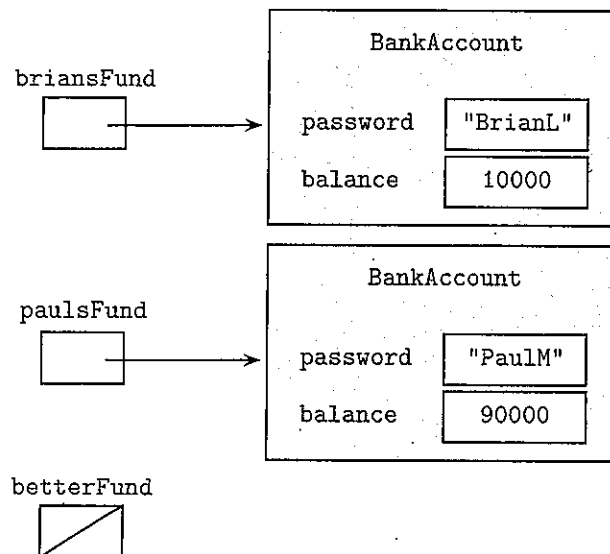 BankAccount
briansFund
password "BrianL"
balance 10000
BankAccount
paulsFund
password "PaulM"
balance 90000
betterFund